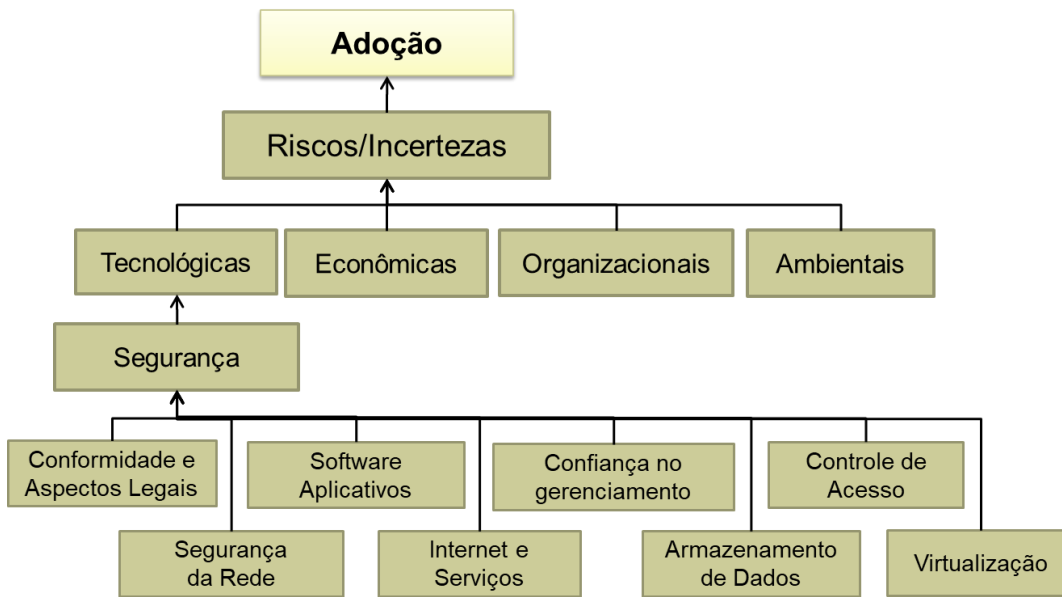 Adoção
Riscos/Incertezas
Tecnológicas
Econômicas
Organizacionais
Ambientais
Segurança
Conformidade e
Aspectos Legais
Software
Aplicativos
Confiança no
gerenciamento
Controle de
Acesso
Segurança
da Rede
Internet e
Serviços
Armazenamento
de Dados
Virtualização